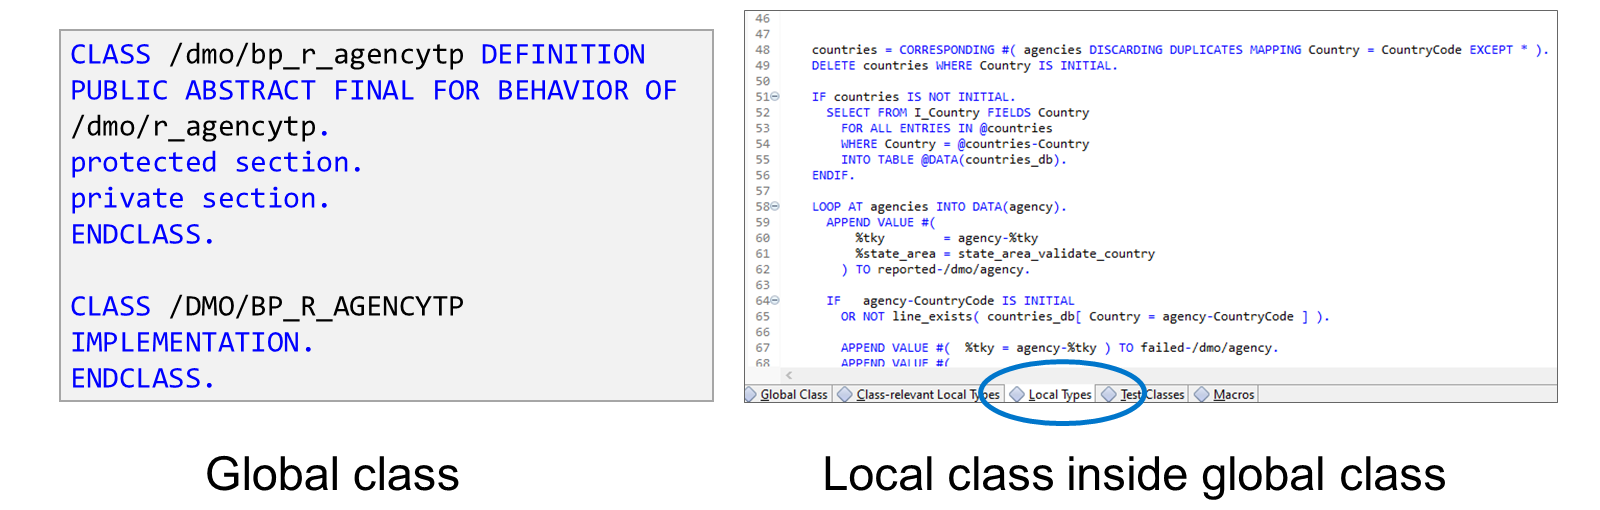 CLASS /dmo/bp_r_agencytp DEFINITION
PUBLIC ABSTRACT FINAL FOR BEHAVIOR OF
/dmo/r_agencytp.
protected section.
private section.
ENDCLASS.
CLASS /DMO/BP_R_AGENCYTP
IMPLEMENTATION.
ENDCLASS.
Global class
46
47
48 countries = CORRESPONDING #( agencies DISCARDING DUPLICATES MAPPING Country = CountryCode EXCEPT * ).
49 DELETE countries WHERE Country IS INITIAL.
50
51 IF countries IS NOT INITIAL.
52 SELECT FROM I_Country FIELDS Country
53 FOR ALL ENTRIES IN @countries
54 WHERE Country = @countries-Country
55 INTO TABLE @DATA(countries_db).
56 ENDIF.
57
58 LOOP AT agencies INTO DATA(agency).
59 APPEND VALUE #(
60 %tky = agency-%tky
61 %state_area = state_area_validate_country
62 ) TO reported-/dmo/agency.
63
64 IF agency-CountryCode IS INITIAL
65 OR NOT line_exists( countries_db[ Country = agency-CountryCode ] ).
66
67 APPEND VALUE #( %tky = agency-%tky ) TO failed-/dmo/agency.
68 APPEND VALUE #(
Global Class Class-relevant Local Types Local Types Test Classes Macros
Local class inside global class